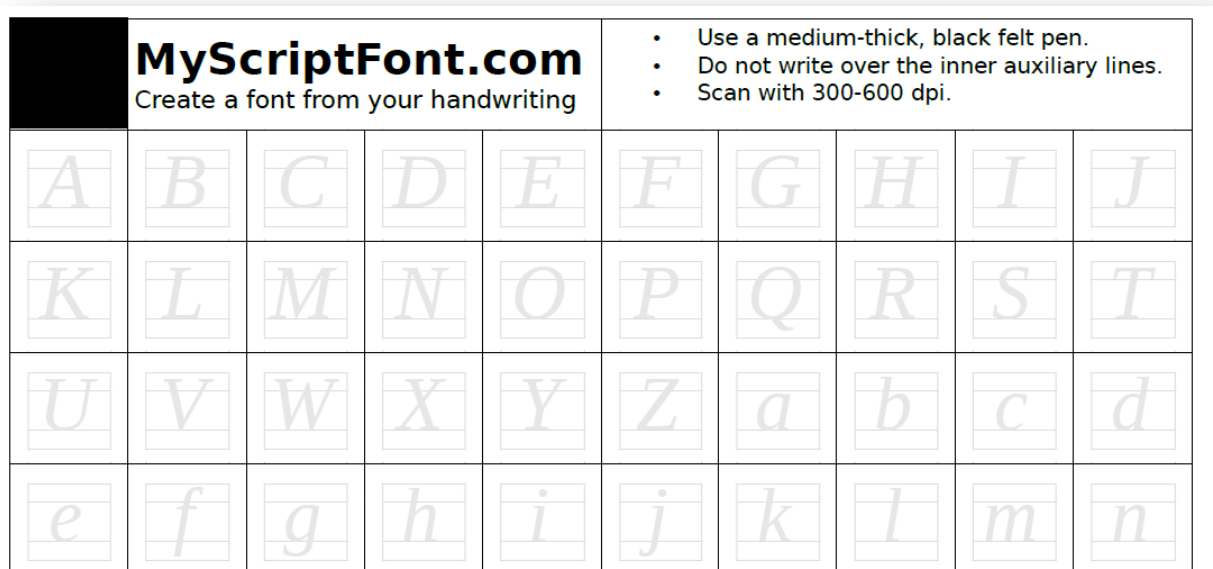 MyScriptFont.com
Create a font from your handwriting
• Use a medium-thick, black felt pen.
• Do not write over the inner auxiliary lines.
• Scan with 300-600 dpi.
A B C D E F G H I J
K L M N O P Q R S T
U V W X Y Z a b c d
e f g h i j k l m n